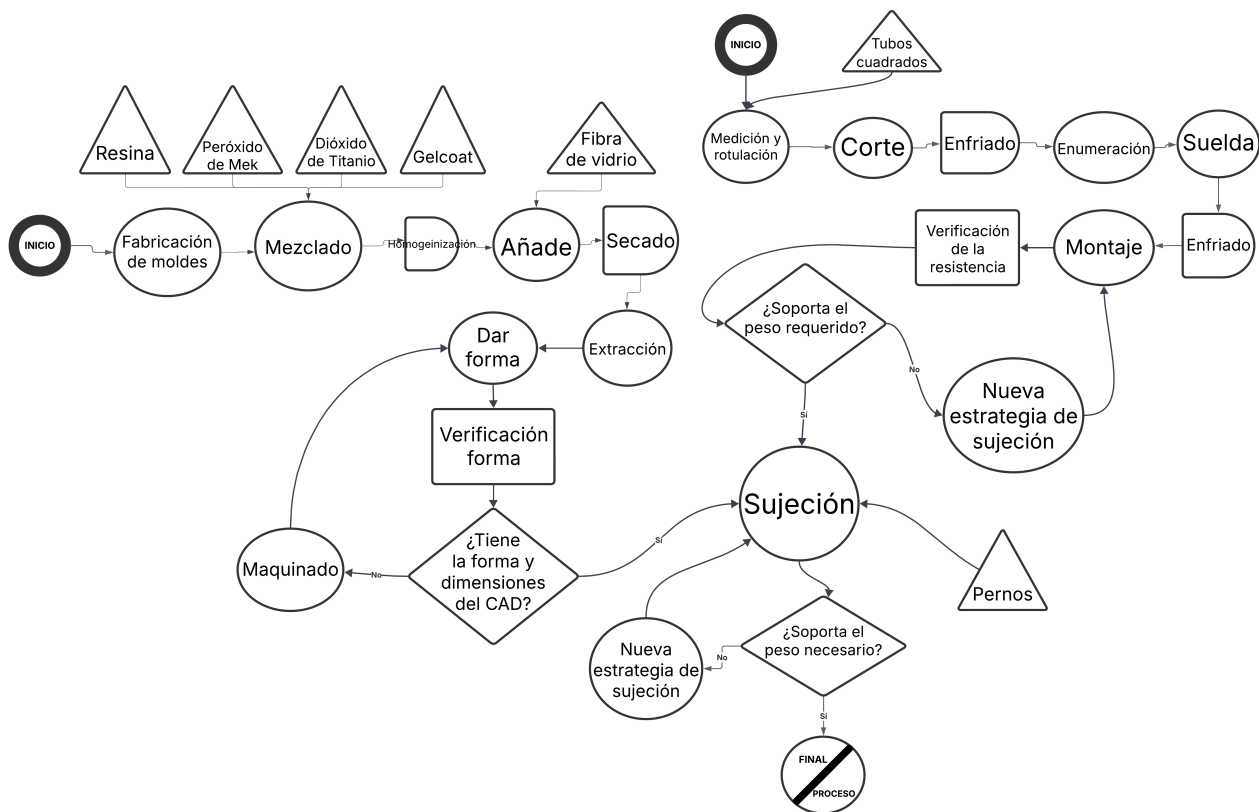 INICIO
Tubos
cuadrados
Medición y
rotulación
Corte
Enfriado
Enumeración
Suelda
Resina
Peróxido
de Mek
Dióxido
de Titanio
Gelcoat
Fibra
de vidrio
INICIO
Fabricación
de moldes
Mezclado
Homogeinización
Añade
Secado
Verificación
de la
resistencia
Montaje
Enfriado
¿Soporta el
peso requerido?
Dar
forma
Extracción
No
Sí
Nueva
estrategia de
sujeción
Verificación
forma
Sujeción
¿Tiene
la forma y
dimensiones
del CAD?
Sí
No
Maquinado
Pernos
Nueva
estrategia de
sujeción
¿Soporta el
peso necesario?
No
Sí
FINAL
PROCESO